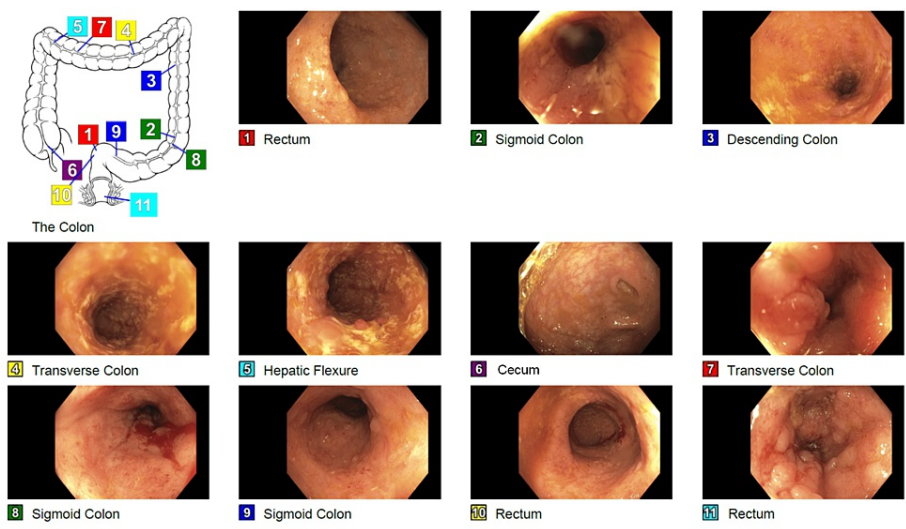 5 7 4
3
1 9 2
8
6
10
11
The Colon
1 Rectum
2 Sigmoid Colon
3 Descending Colon
4 Transverse Colon
5 Hepatic Flexure
6 Cecum
7 Transverse Colon
8 Sigmoid Colon
9 Sigmoid Colon
10 Rectum
11 Rectum